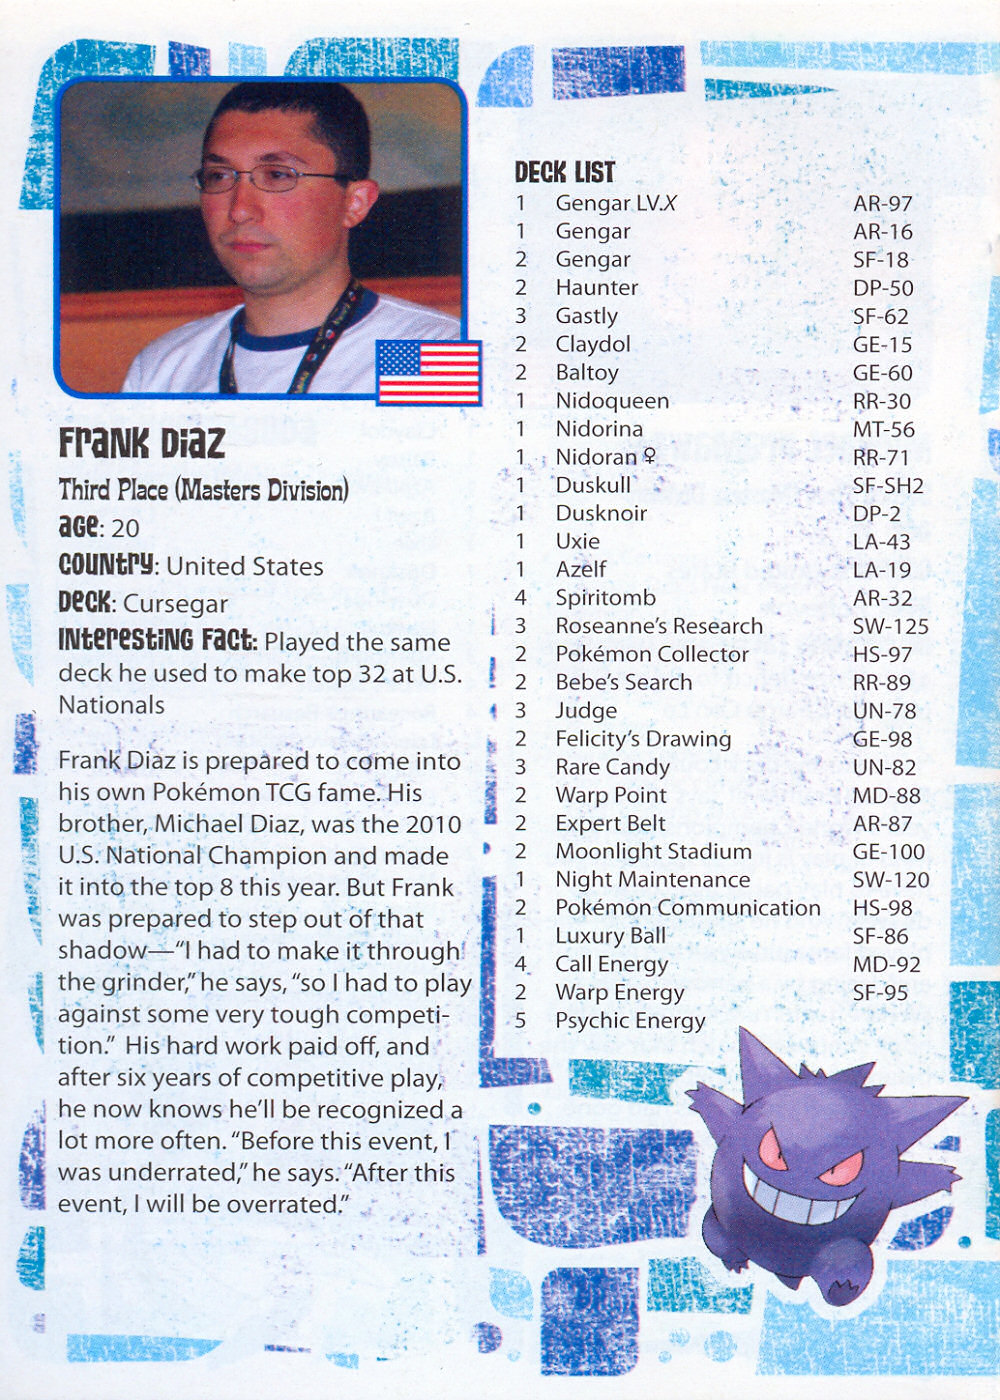 Frank Diaz
Third Place (Masters Division)
Age: 20
Country: United States
Deck: Cursegar
Interesting Fact: Played the same
deck he used to make top 32 at U.S.
Nationals
Frank Diaz is prepared to come into
his own Pokémon TCG fame. His
brother, Michael Diaz, was the 2010
U.S. National Champion and made
it into the top 8 this year. But Frank
was prepared to step out of that
shadow—“I had to make it through
the grinder,” he says, “so I had to play
against some very tough competi-
tion.” His hard work paid off, and
after six years of competitive play,
he now knows he’ll be recognized a
lot more often. “Before this event, I
was underrated,” he says. “After this
event, I will be overrated.”
DECK LIST
1 Gengar LV.X AR-97
1 Gengar AR-16
2 Gengar SF-18
2 Haunter DP-50
3 Gastly SF-62
2 Claydol GE-15
2 Baltoy GE-60
1 Nidoqueen RR-30
1 Nidorina MT-56
1 Nidoran♀ RR-71
1 Duskull SF-SH2
1 Dusknoir DP-2
1 Uxie LA-43
1 Azelf LA-19
4 Spiritomb AR-32
3 Roseanne’s Research SW-125
2 Pokémon Collector HS-97
2 Bebe’s Search RR-89
3 Judge UN-78
2 Felicity’s Drawing GE-98
3 Rare Candy UN-82
2 Warp Point MD-88
2 Expert Belt AR-87
2 Moonlight Stadium GE-100
1 Night Maintenance SW-120
2 Pokémon Communication HS-98
1 Luxury Ball SF-86
4 Call Energy MD-92
2 Warp Energy SF-95
5 Psychic Energy